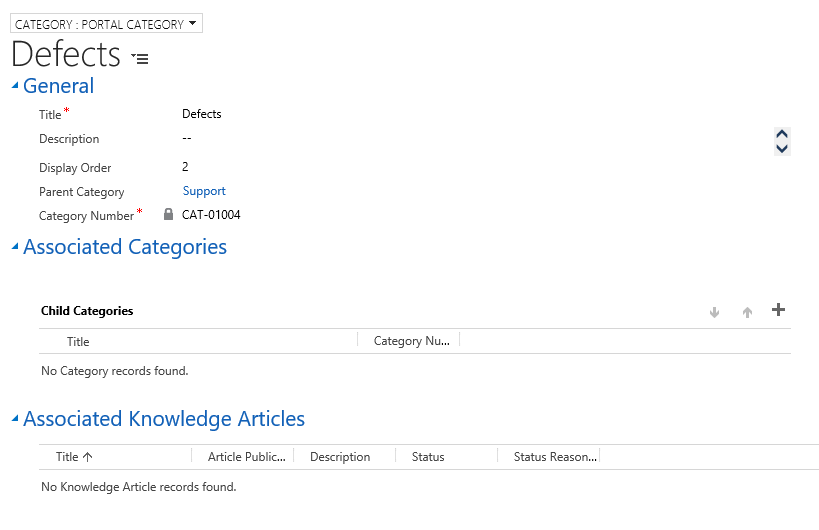 CATEGORY : PORTAL CATEGORY
Defects
General
Title* Defects
Description --
Display Order 2
Parent Category Support
Category Number* CAT-01004
Associated Categories
Child Categories
Title Category Nu...
No Category records found.
Associated Knowledge Articles
Title Article Public... Description Status Status Reason...
No Knowledge Article records found.